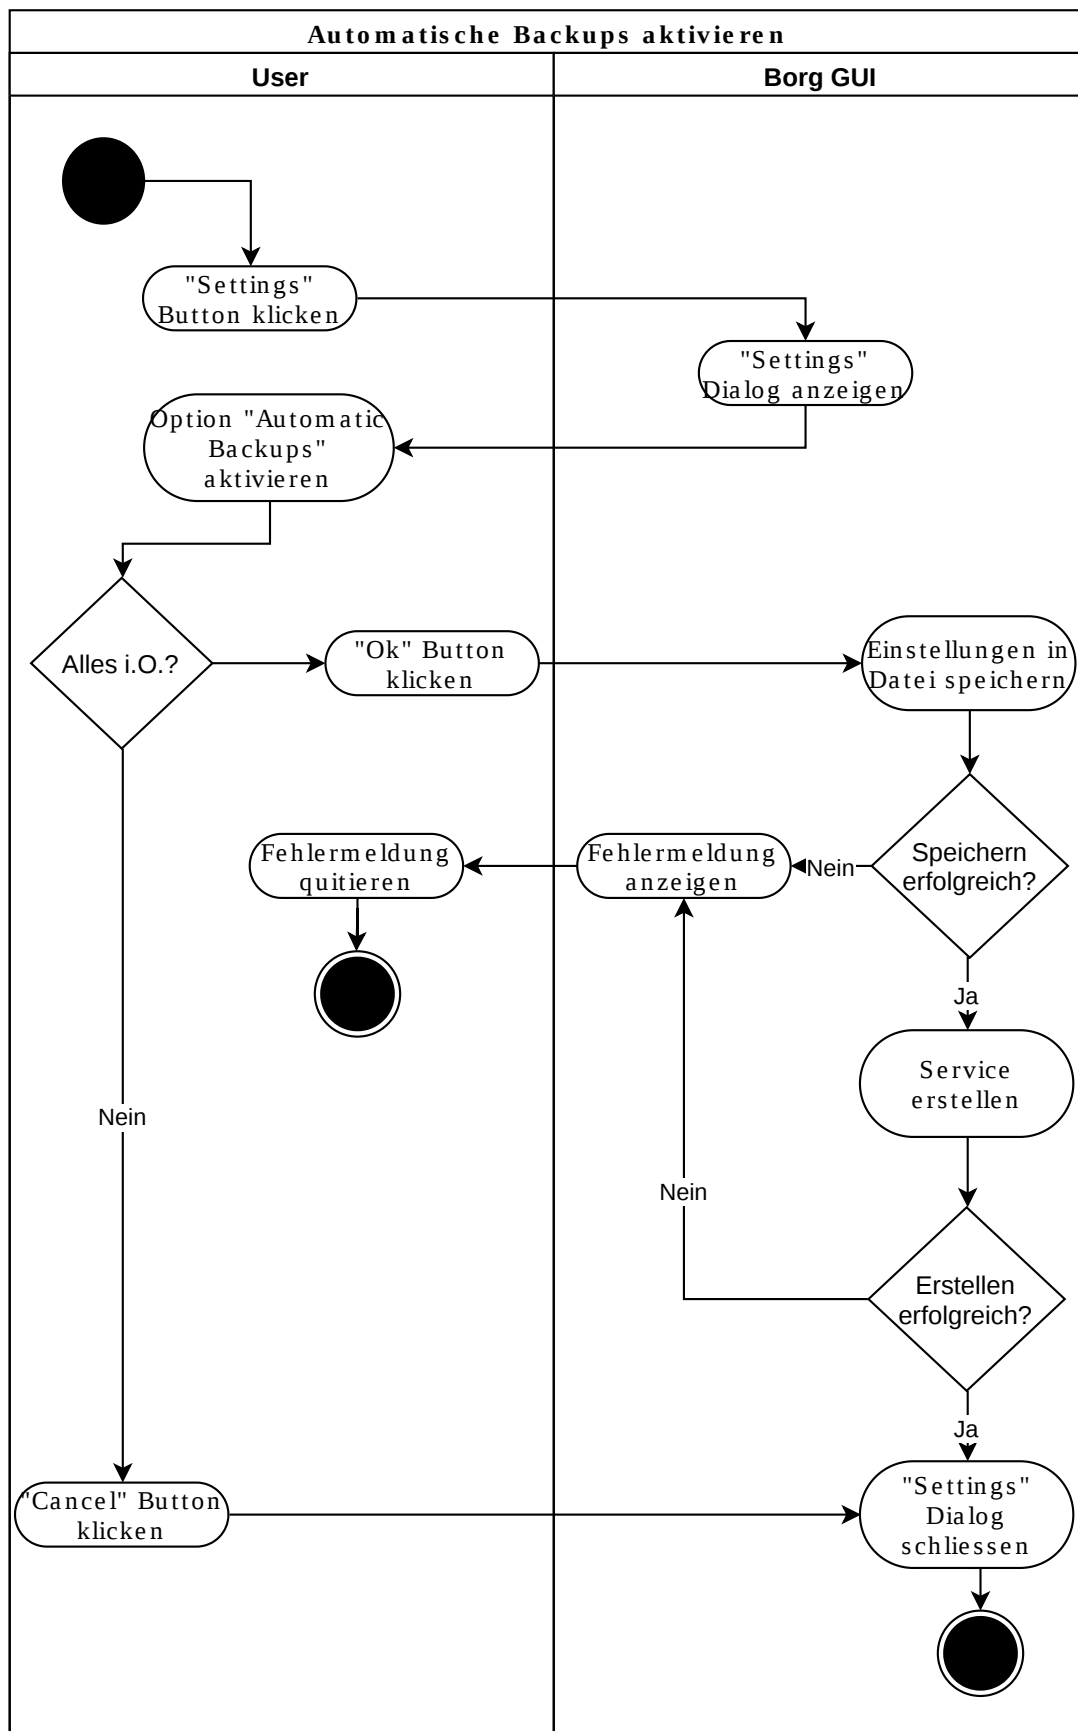 Automatische Backups aktivieren
User
Borg GUI
"Settings"
Button klicken
"Settings"
Dialog anzeigen
Option "Automatic
Backups"
aktivieren
Alles i.O.?
"Ok" Button
klicken
Einstellungen in
Datei speichern
Speichern
erfolgreich?
Nein
Fehlermeldung
anzeigen
Fehlermeldung
quitieren
Ja
Service
erstellen
Nein
Nein
Erstellen
erfolgreich?
Ja
"Cancel" Button
klicken
"Settings"
Dialog
schliessen